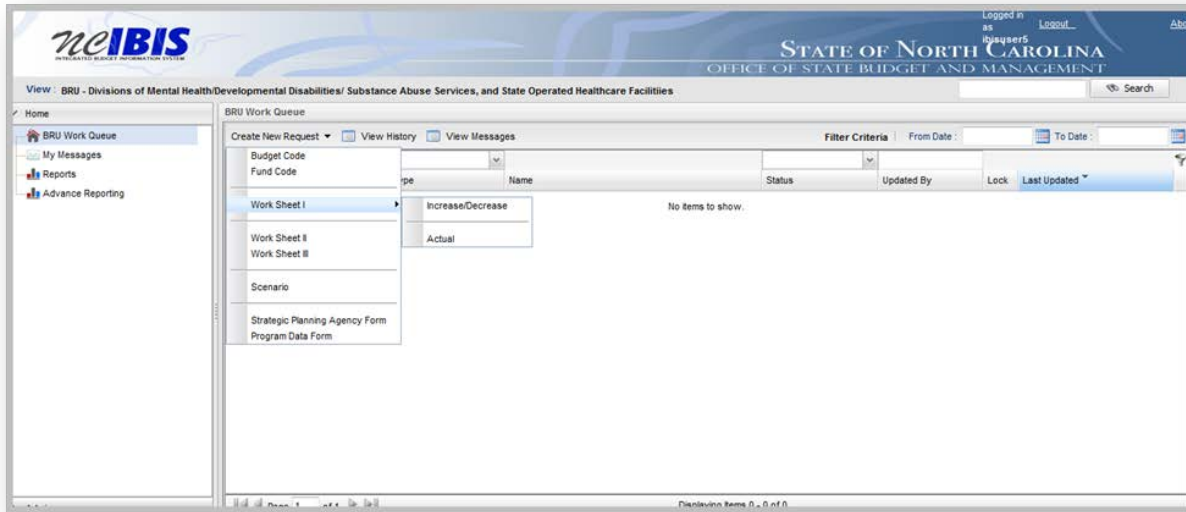 Logged in
as
ibisuser5
Logout
ncIBIS
INTEGRATED BUDGET INFORMATION SYSTEM
STATE OF NORTH CAROLINA
OFFICE OF STATE BUDGET AND MANAGEMENT
View : BRU - Divisions of Mental Health/Developmental Disabilities/ Substance Abuse Services, and State Operated Healthcare Facilitiies
Search
Home
BRU Work Queue
My Messages
Reports
Advance Reporting
BRU Work Queue
Create New Request View History View Messages Filter Criteria From Date : To Date :
Name Status Updated By Lock Last Updated
Budget Code
Fund Code
Work Sheet I
Increase/Decrease
Actual
Work Sheet II
Work Sheet III
Scenario
Strategic Planning Agency Form
Program Data Form
No items to show.
Page 1 of 1
Displaying items 0 - 0 of 0